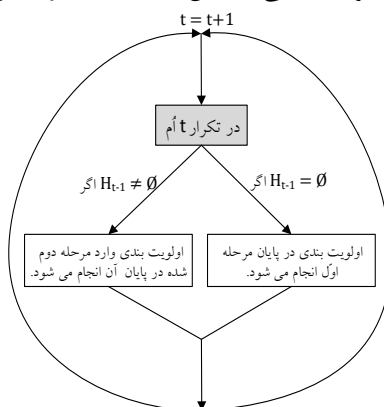 t = t+1
در تکرار t اُم
اگر H_{t-1} = Ø
اگر H_{t-1} ≠ Ø
اولویت بندی در پایان مرحله
اوّل انجام می شود.
اولویت بندی وارد مرحله دوم
شده در پایان آن انجام می شود.